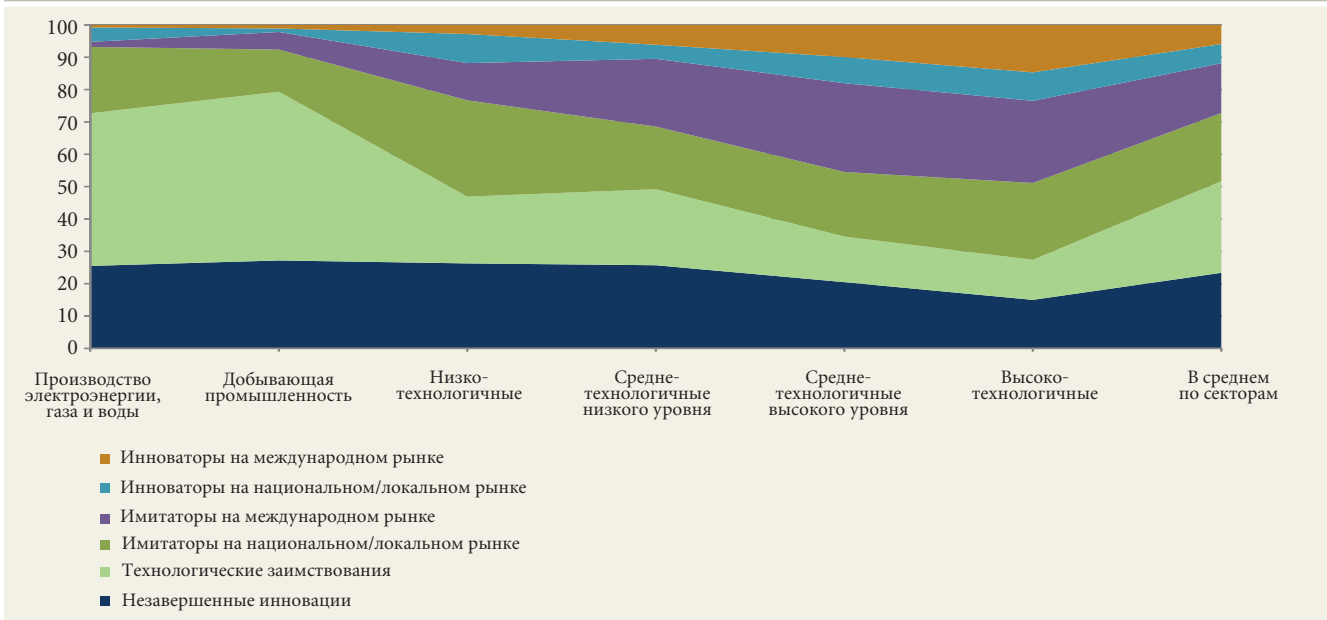 100
90
80
70
60
50
40
30
20
10
0
Производство
электроэнергии,
газа и воды
Добывающая
промышленность
Низко-
технологичные
Средне-
технологичные
низкого уровня
Средне-
технологичные
высокого уровня
Высоко-
технологичные
В среднем
по секторам
Инноваторы на международном рынке
Инноваторы на национальном/локальном рынке
Имитаторы на международном рынке
Имитаторы на национальном/локальном рынке
Технологические заимствования
Незавершенные инновации